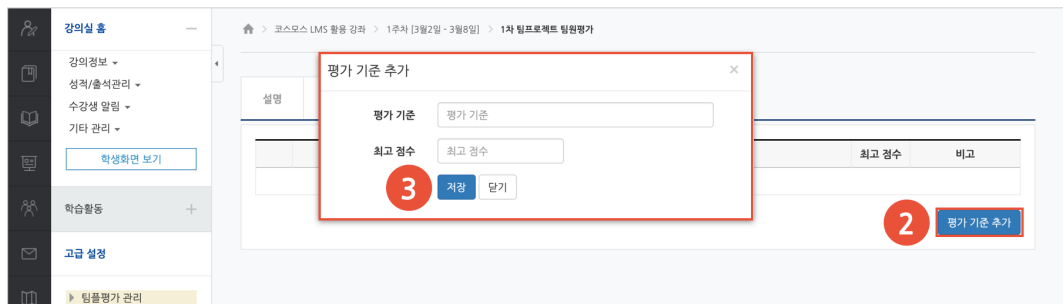 강의실 홈
강의정보
성적/출석관리
수강생 알림
기타 관리
학생화면 보기
학습활동
고급 설정
팀플평가 관리
코스모스 LMS 활용 강좌 > 1주차 [3월2일 - 3월8일] > 1차 팀프로젝트 팀원평가
설명
평가 기준 추가 ×
평가 기준 평가 기준
최고 점수 최고 점수
3 저장 닫기
최고 점수 비고
2 평가 기준 추가